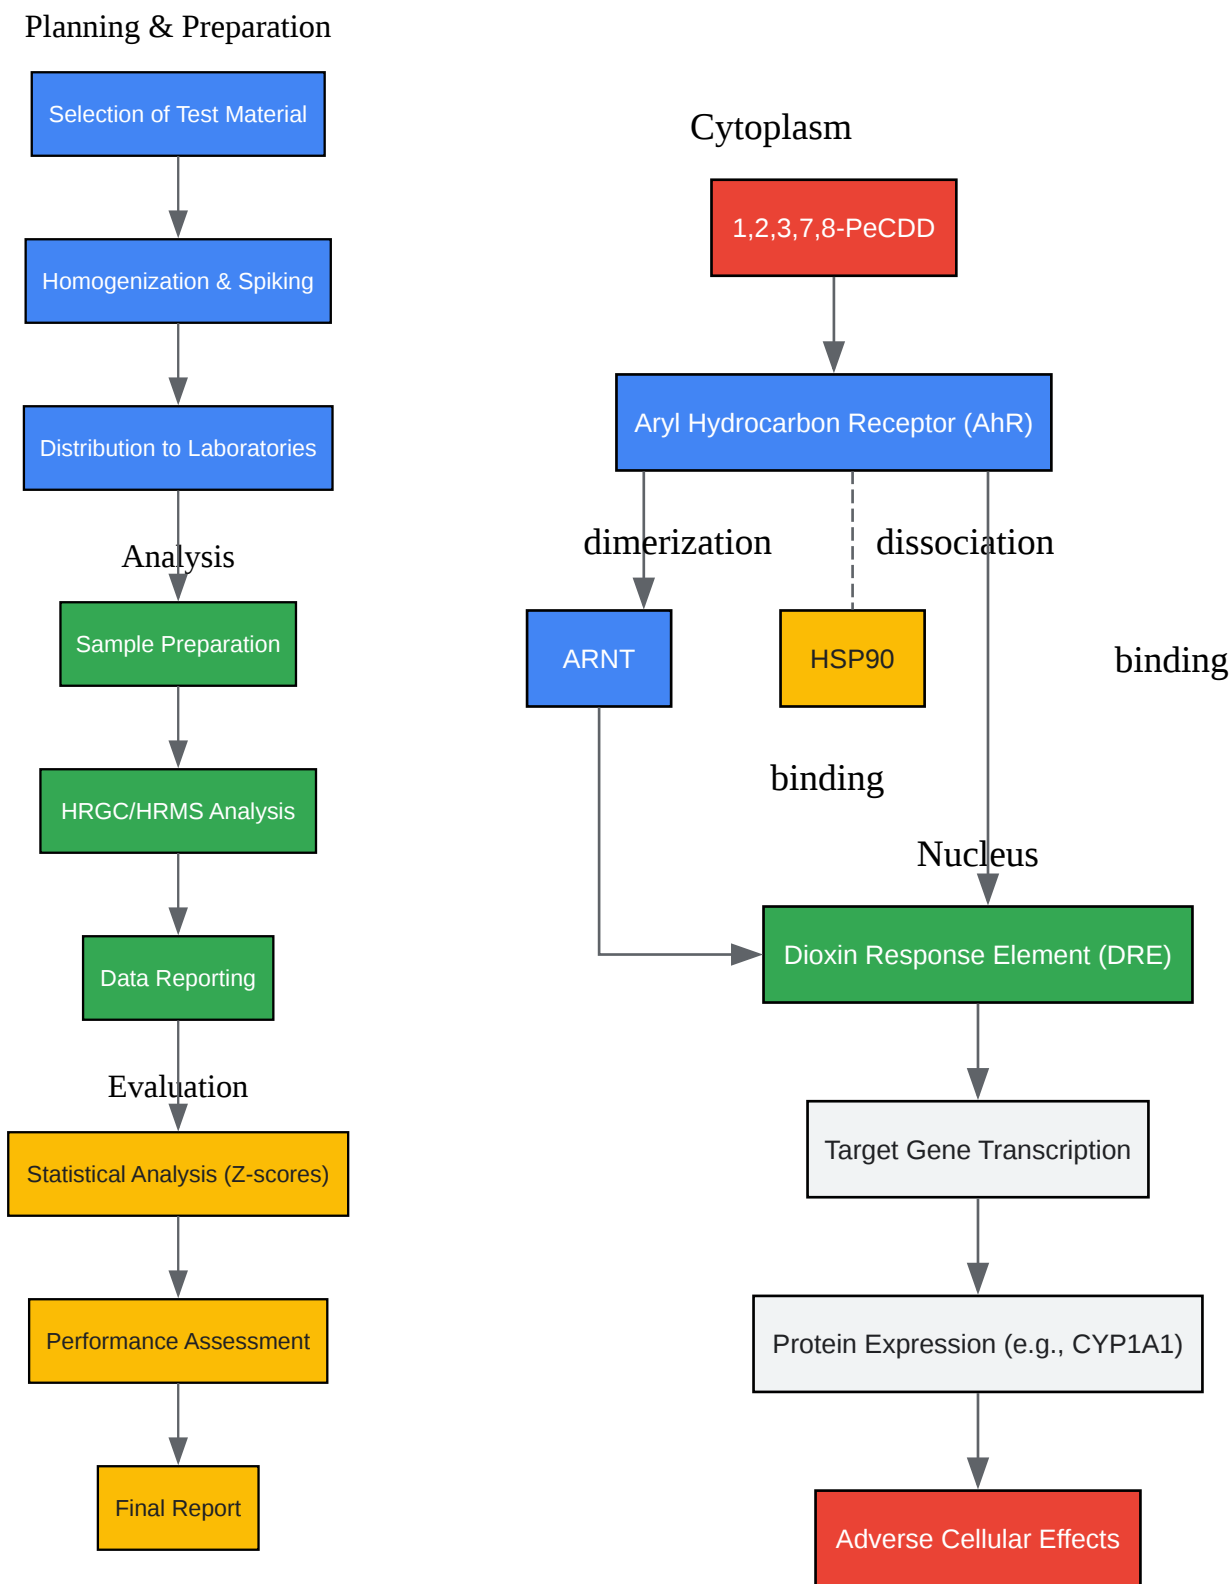 Planning & Preparation
Selection of Test Material
Homogenization & Spiking
Distribution to Laboratories
Analysis
Sample Preparation
HRGC/HRMS Analysis
Data Reporting
Evaluation
Statistical Analysis (Z-scores)
Performance Assessment
Final Report
Cytoplasm
1,2,3,7,8-PeCDD
Aryl Hydrocarbon Receptor (AhR)
dimerization
dissociation
ARNT
HSP90
binding
binding
Nucleus
Dioxin Response Element (DRE)
Target Gene Transcription
Protein Expression (e.g., CYP1A1)
Adverse Cellular Effects